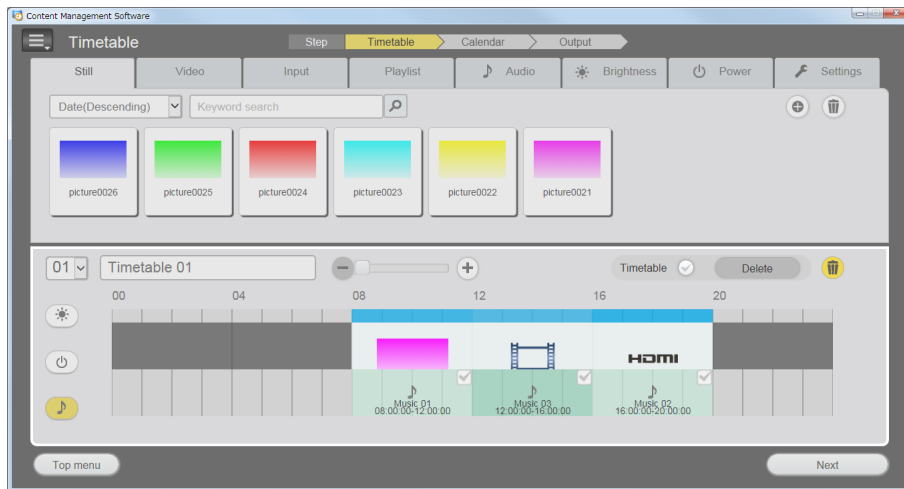 Content Management Software
Timetable Step Timetable Calendar Output
Still Video Input Playlist Audio Brightness Power Settings
Date(Descending) Keyword search
picture0026 picture0025 picture0024 picture0023 picture0022 picture0021
01 Timetable 01 Timetable Delete
00 04 08 12 16 20
HDMI
Music 01 Music 03 Music 02
08:00:00-12:00:00 12:00:00-16:00:00 16:00:00-20:00:00
Top menu Next